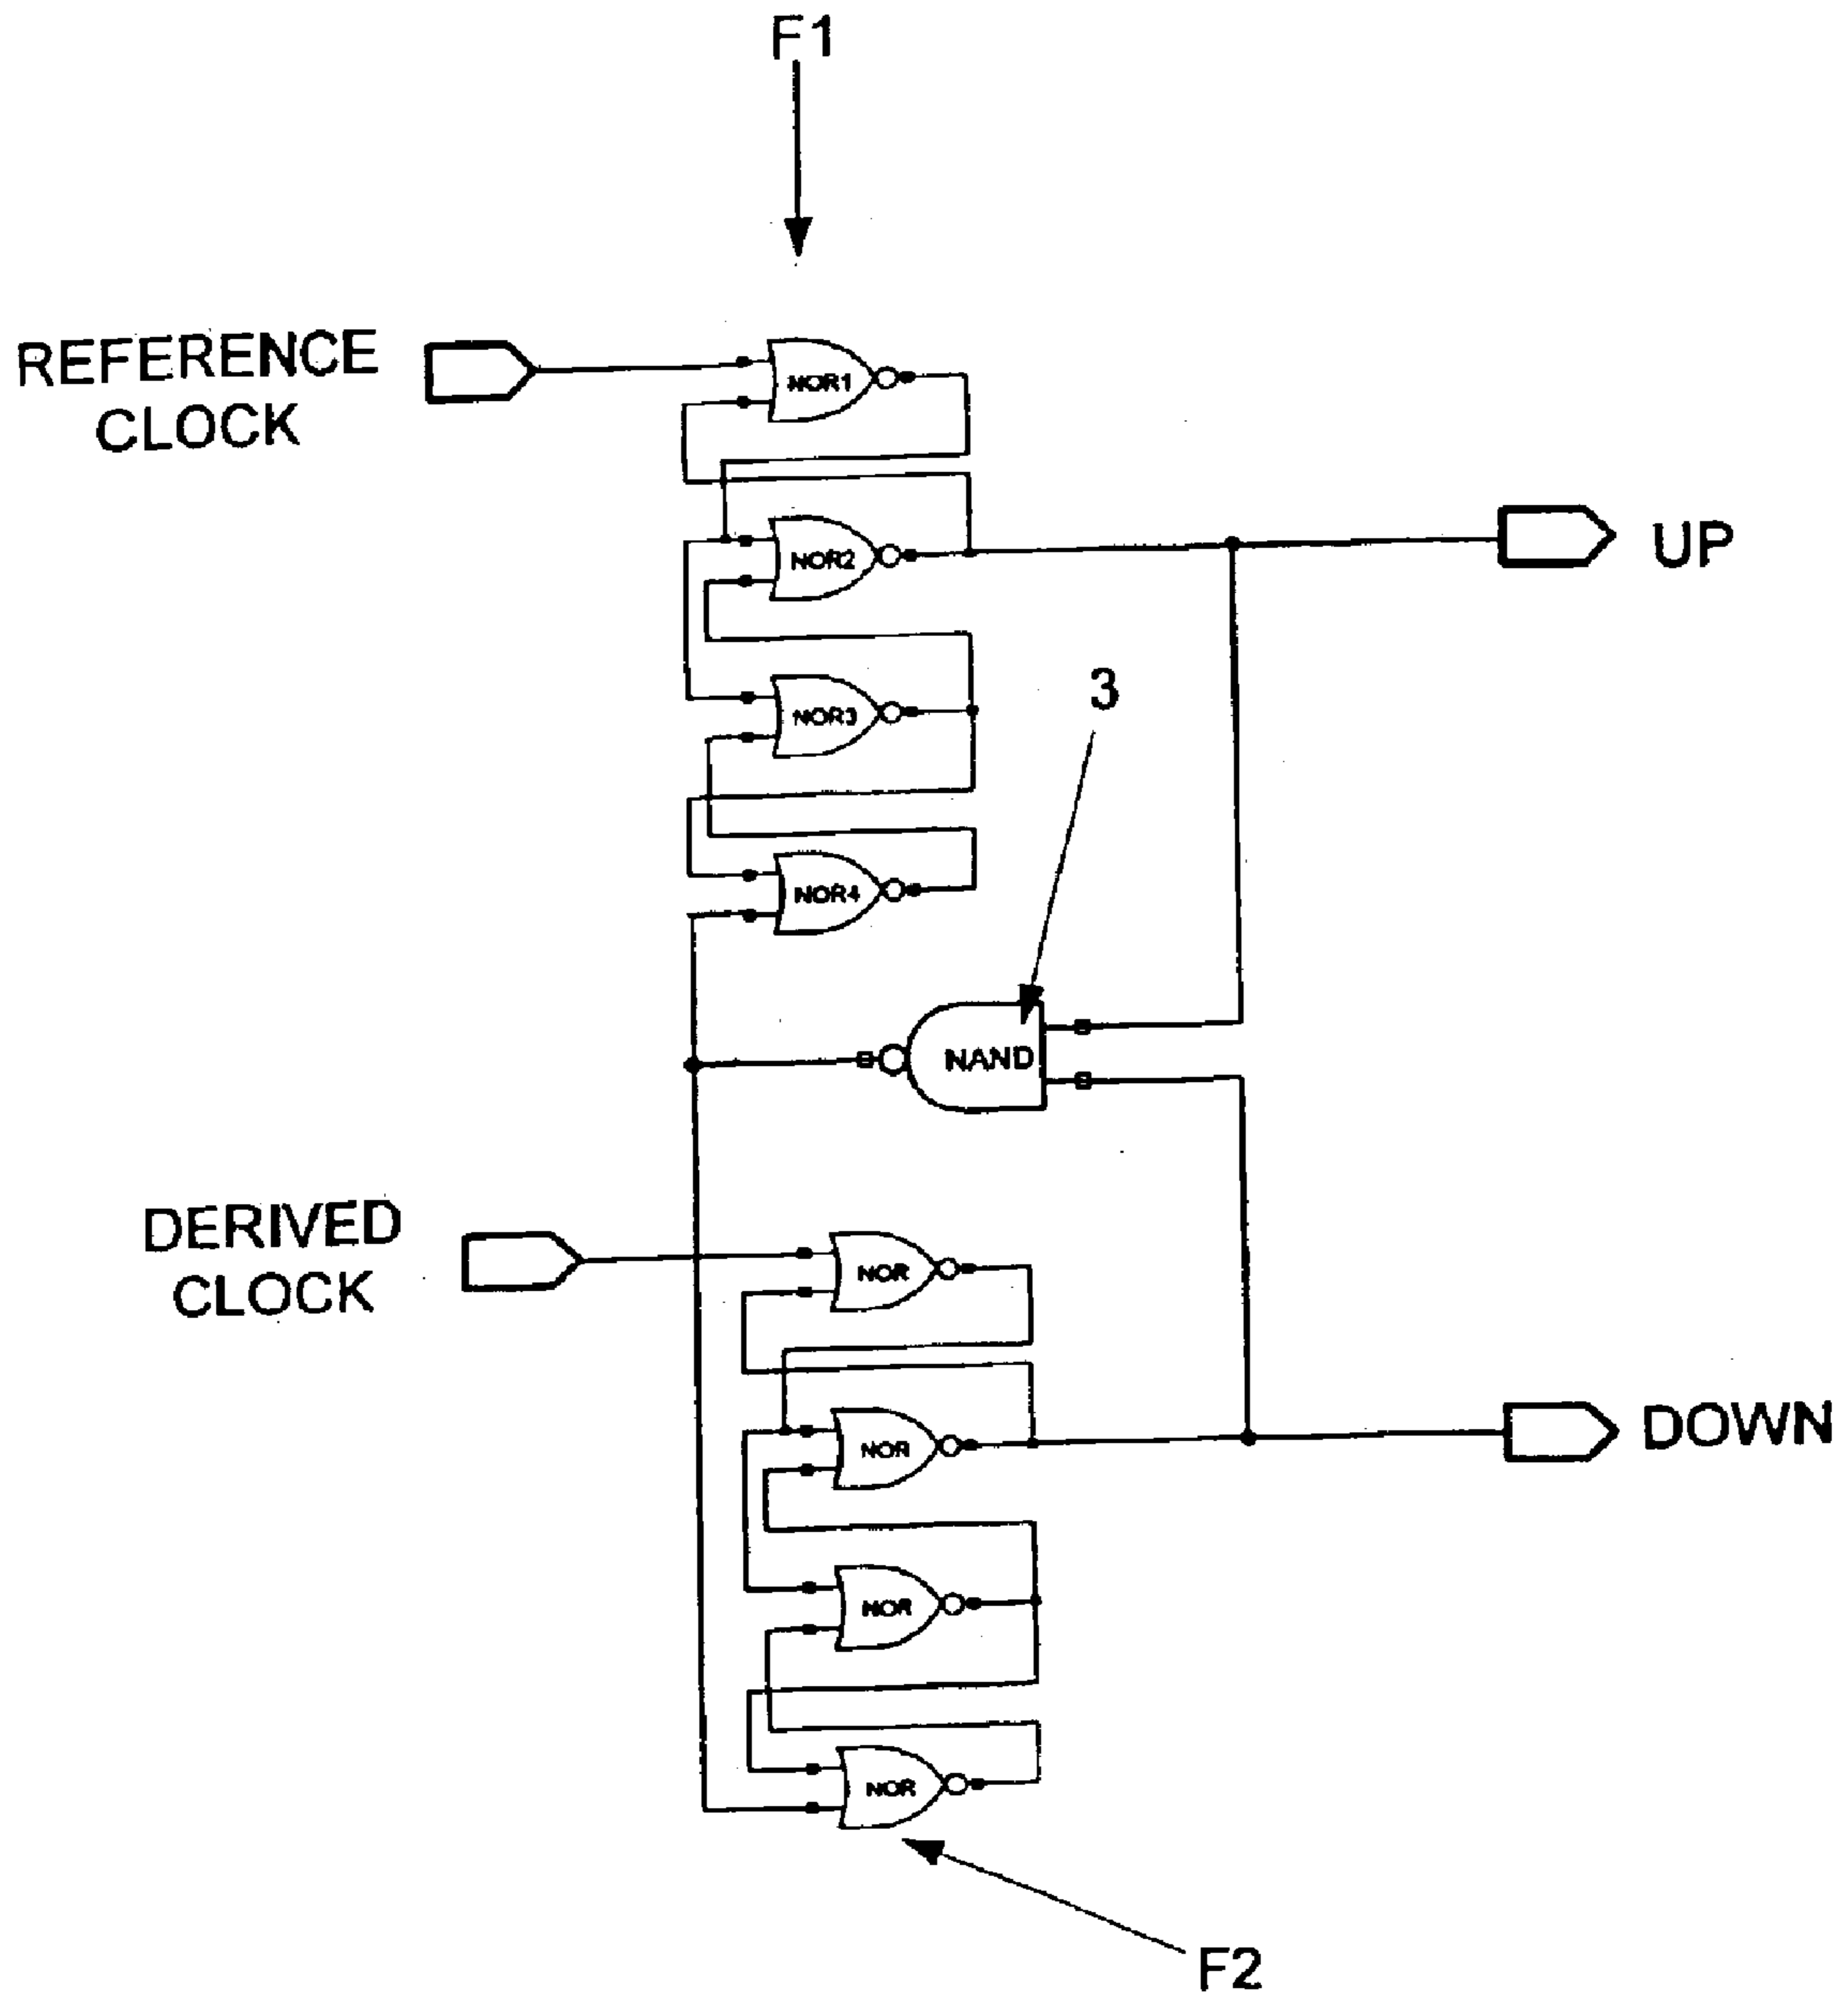 F1
REFERENCE
CLOCK
NOR1
NOR2
UP
NOR3
3
NOR4
NAND
DERIVED
CLOCK
NOR
NOR
DOWN
NOR
NOR
F2